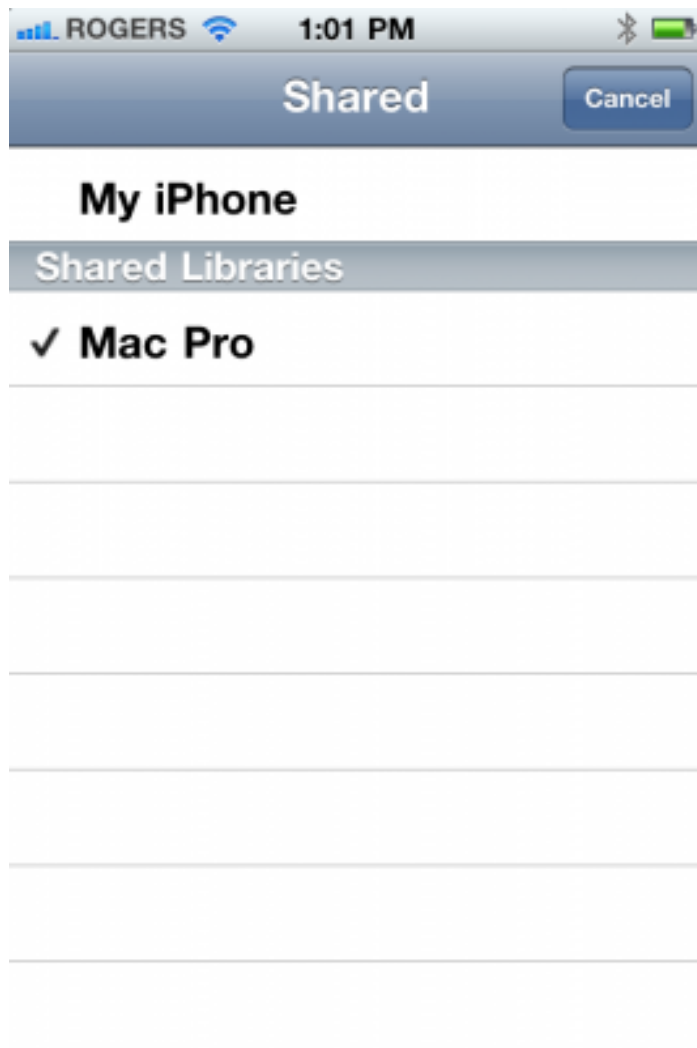 ROGERS 1:01 PM
Shared Cancel
My iPhone
Shared Libraries
✓ Mac Pro